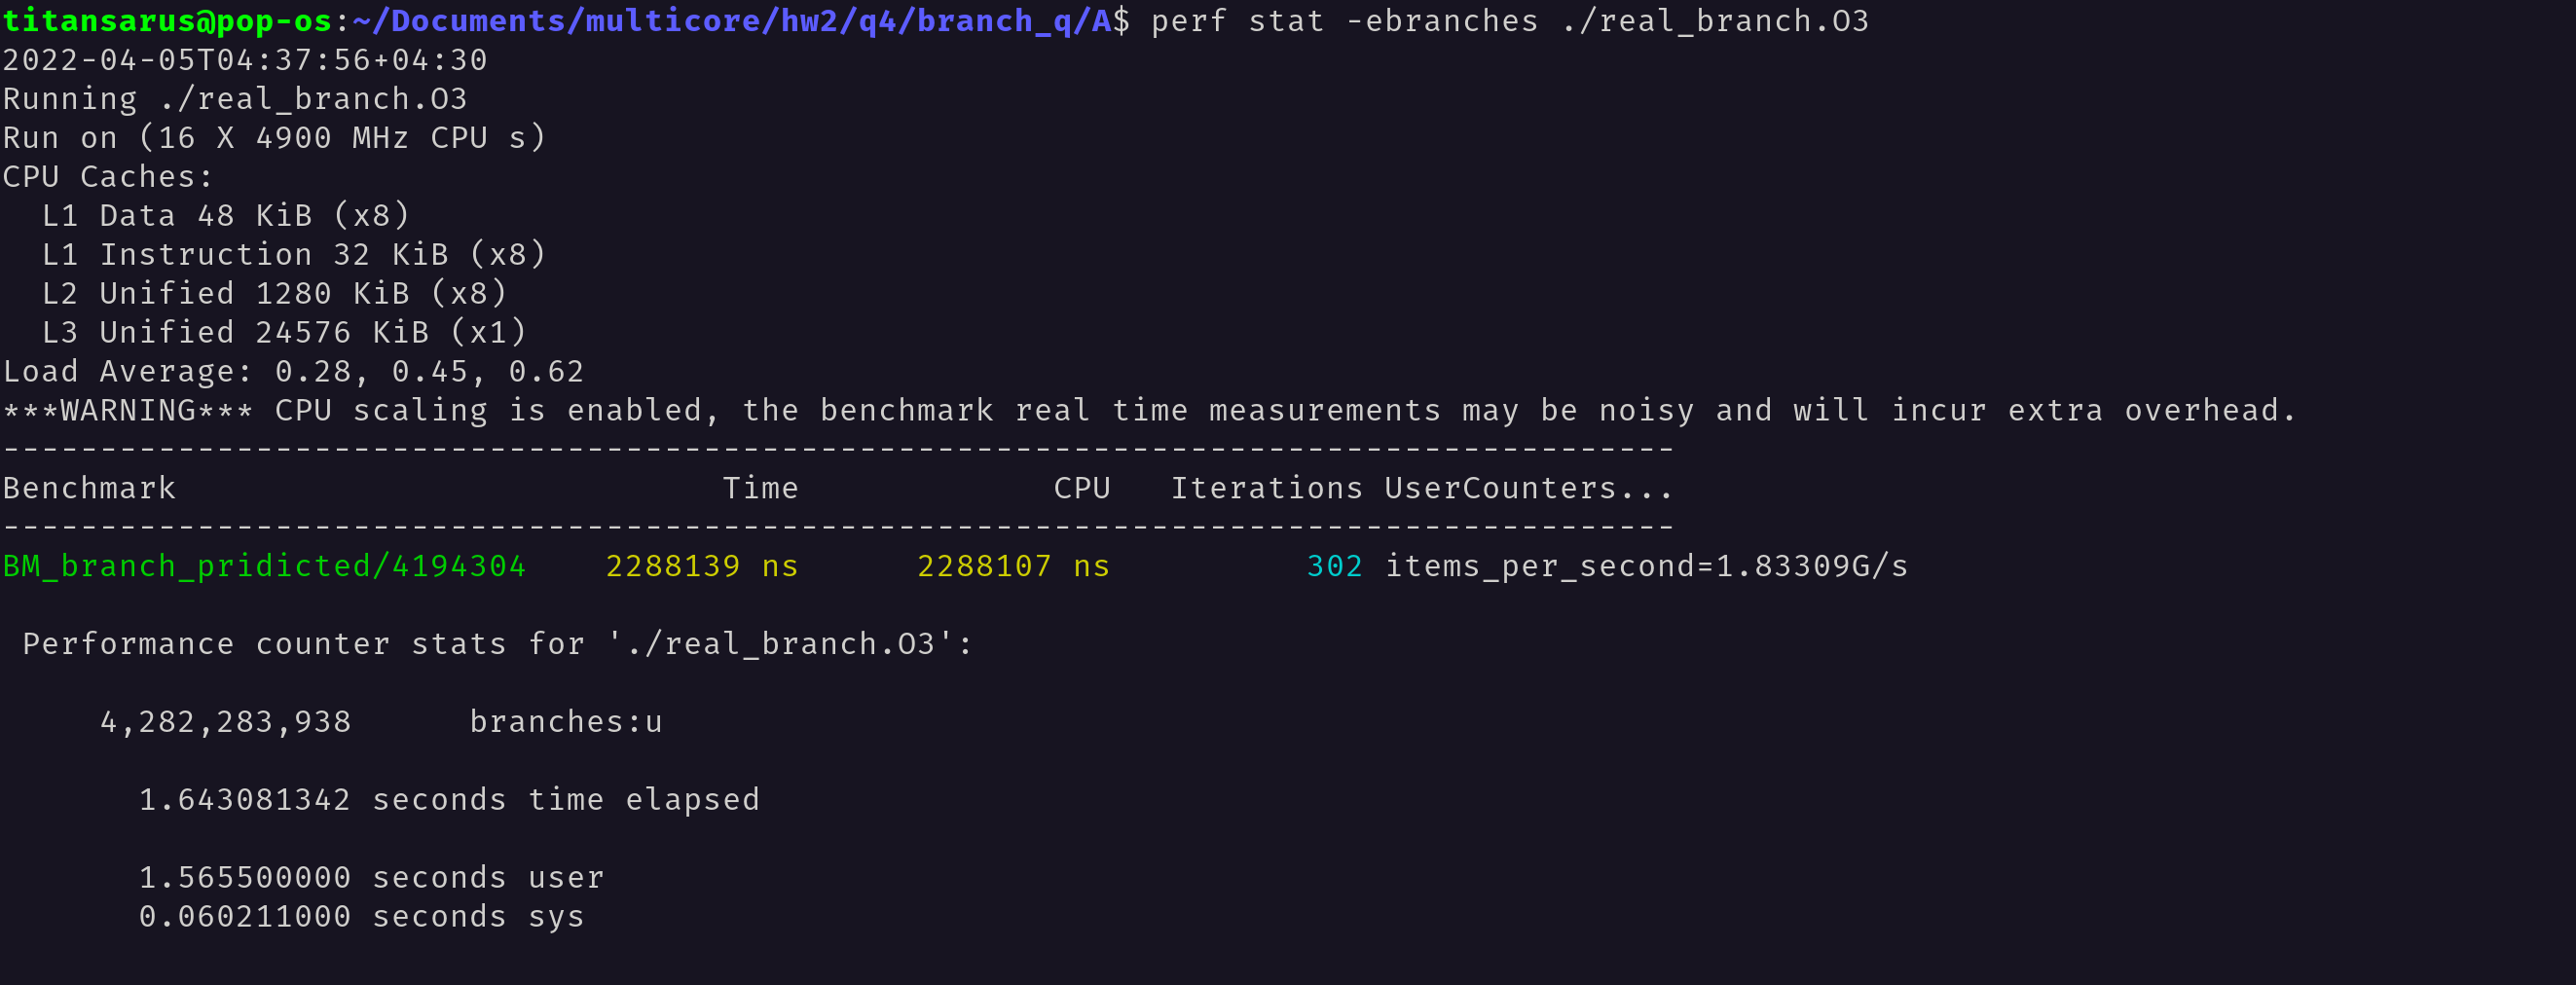 titansarus@pop-os:~/Documents/multicore/hw2/q4/branch_q/A$ perf stat -ebranches ./real_branch.O3
2022-04-05T04:37:56+04:30
Running ./real_branch.O3
Run on (16 X 4900 MHz CPU s)
CPU Caches:
  L1 Data 48 KiB (x8)
  L1 Instruction 32 KiB (x8)
  L2 Unified 1280 KiB (x8)
  L3 Unified 24576 KiB (x1)
Load Average: 0.28, 0.45, 0.62
***WARNING*** CPU scaling is enabled, the benchmark real time measurements may be noisy and will incur extra overhead.
--------------------------------------------------------------------------------------
Benchmark                            Time             CPU   Iterations UserCounters...
--------------------------------------------------------------------------------------
BM_branch_pridicted/4194304    2288139 ns      2288107 ns          302 items_per_second=1.83309G/s

 Performance counter stats for './real_branch.O3':

     4,282,283,938      branches:u

       1.643081342 seconds time elapsed

       1.565500000 seconds user
       0.060211000 seconds sys